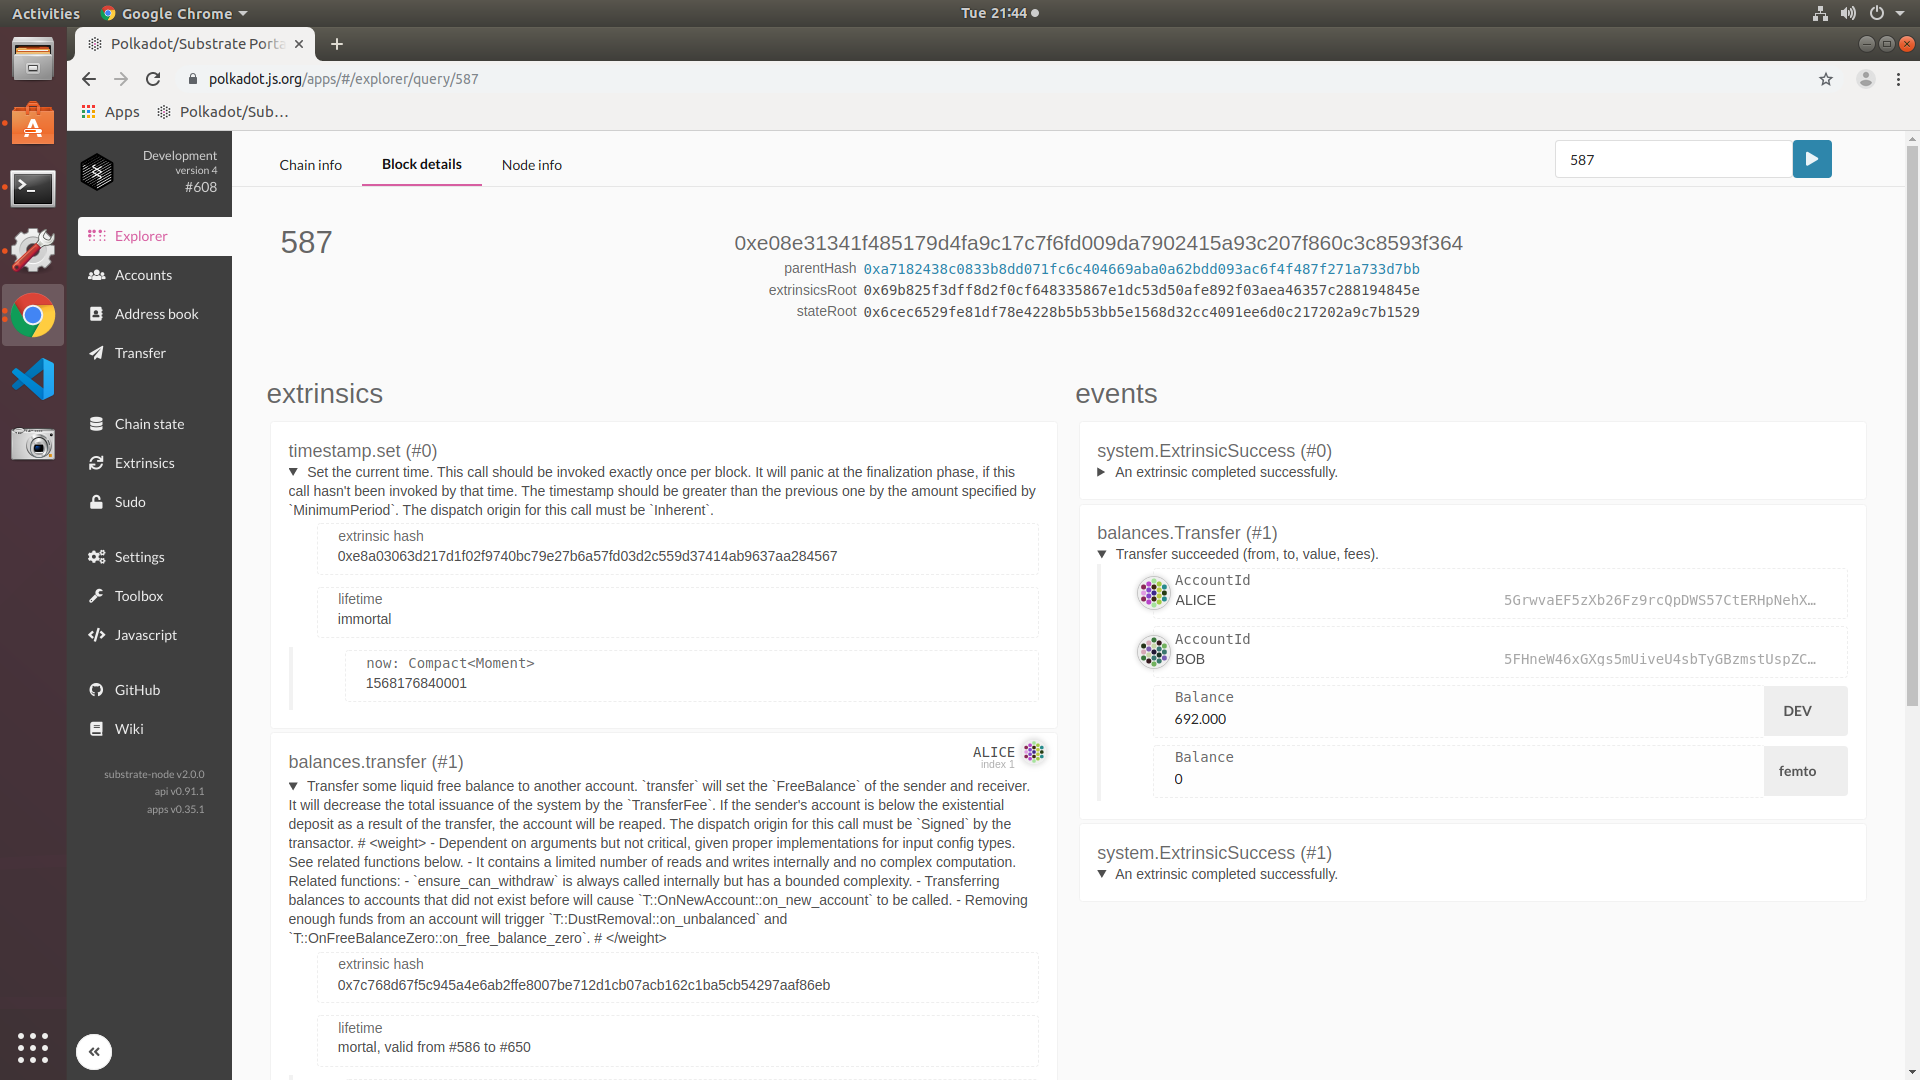 Activities
Google Chrome
Tue 21:44
Polkadot/Substrate Porta
polkadot.js.org/apps/#/explorer/query/587
Apps
Polkadot/Sub...
Development
version 4
#608
Explorer
Accounts
Address book
Transfer
Chain state
Extrinsics
Sudo
Settings
Toolbox
Javascript
GitHub
Wiki
substrate-node v2.0.0
api v0.91.1
apps v0.35.1
Chain info
Block details
Node info
587
587
0xe08e31341f485179d4fa9c17c7f6fd009da7902415a93c207f860c3c8593f364
parentHash 0xa7182438c0833b8dd071fc6c404669aba0a62bdd093ac6f4f487f271a733d7bb
extrinsicsRoot 0x69b825f3dff8d2f0cf648335867e1dc53d50afe892f03aea46357c288194845e
stateRoot 0x6cec6529fe81df78e4228b5b53bb5e1568d32cc4091ee6d0c217202a9c7b1529
extrinsics
timestamp.set (#0)
Set the current time. This call should be invoked exactly once per block. It will panic at the finalization phase, if this
call hasn't been invoked by that time. The timestamp should be greater than the previous one by the amount specified by
`MinimumPeriod`. The dispatch origin for this call must be `Inherent`.
extrinsic hash
0xe8a03063d217d1f02f9740bc79e27b6a57fd03d2c559d37414ab9637aa284567
lifetime
immortal
now: Compact<Moment>
1568176840001
balances.transfer (#1)
ALICE
index 1
Transfer some liquid free balance to another account. `transfer` will set the `FreeBalance` of the sender and receiver.
It will decrease the total issuance of the system by the `TransferFee`. If the sender's account is below the existential
deposit as a result of the transfer, the account will be reaped. The dispatch origin for this call must be `Signed` by the
transactor. # <weight> - Dependent on arguments but not critical, given proper implementations for input config types.
See related functions below. - It contains a limited number of reads and writes internally and no complex computation.
Related functions: - `ensure_can_withdraw` is always called internally but has a bounded complexity. - Transferring
balances to accounts that did not exist before will cause `T::OnNewAccount::on_new_account` to be called. - Removing
enough funds from an account will trigger `T::DustRemoval::on_unbalanced` and
`T::OnFreeBalanceZero::on_free_balance_zero`. # </weight>
extrinsic hash
0x7c768d67f5c945a4e6ab2ffe8007be712d1cb07acb162c1ba5cb54297aaf86eb
lifetime
mortal, valid from #586 to #650
events
system.ExtrinsicSuccess (#0)
An extrinsic completed successfully.
balances.Transfer (#1)
Transfer succeeded (from, to, value, fees).
AccountId
ALICE 5GrwvaEF5zXb26Fz9rcQpDWS57CtERHpNehX...
AccountId
BOB 5FHneW46xGXgs5mUiveU4sbTyGBzmstUspZC...
Balance
692.000
DEV
Balance
0
femto
system.ExtrinsicSuccess (#1)
An extrinsic completed successfully.